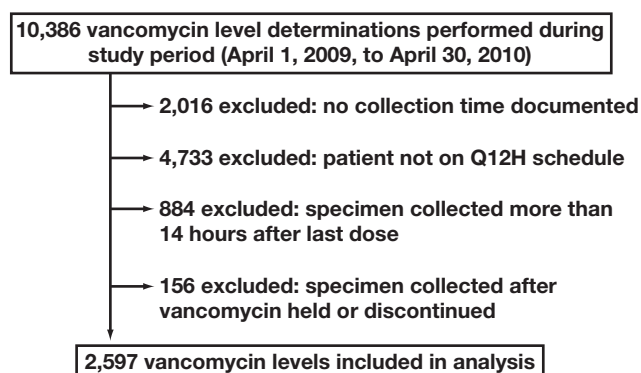 10,386 vancomycin level determinations performed during
study period (April 1, 2009, to April 30, 2010)
2,016 excluded: no collection time documented
4,733 excluded: patient not on Q12H schedule
884 excluded: specimen collected more than
14 hours after last dose
156 excluded: specimen collected after
vancomycin held or discontinued
2,597 vancomycin levels included in analysis